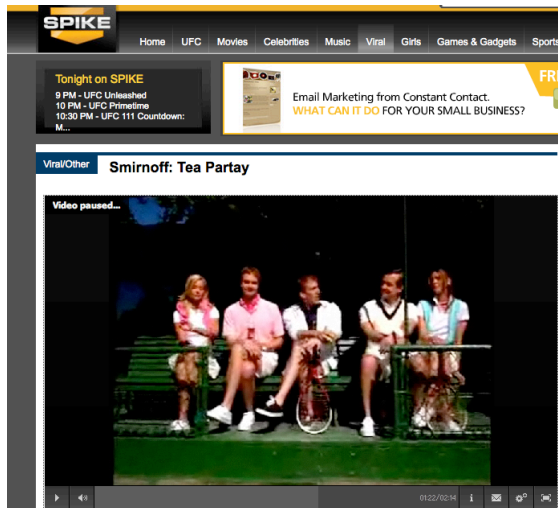 SPIKE
Home UFC Movies Celebrities Music Viral Girls Games & Gadgets Sports
Tonight on SPIKE
9 PM - UFC Unleashed
10 PM - UFC Primetime
10:30 PM - UFC 111 Countdown:
M...
Email Marketing from Constant Contact.
WHAT CAN IT DO FOR YOUR SMALL BUSINESS?
FR
Viral/Other
Smirnoff: Tea Partay
Video paused...
01:22/02:14